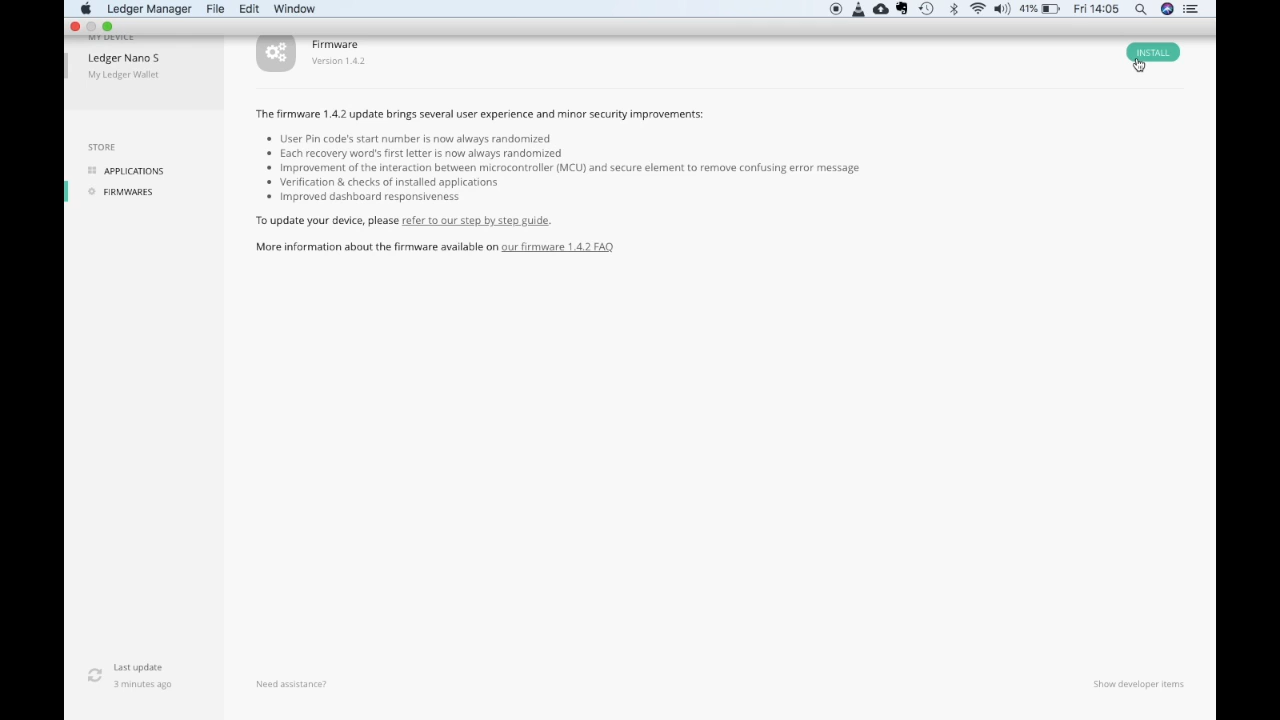 Ledger Manager File Edit Window 41% Fri 14:05
MY DEVICE
Ledger Nano S
My Ledger Wallet
STORE
APPLICATIONS
FIRMWARES
Firmware
Version 1.4.2
INSTALL
The firmware 1.4.2 update brings several user experience and minor security improvements:
• User Pin code's start number is now always randomized
• Each recovery word's first letter is now always randomized
• Improvement of the interaction between microcontroller (MCU) and secure element to remove confusing error message
• Verification & checks of installed applications
• Improved dashboard responsiveness
To update your device, please refer to our step by step guide.
More information about the firmware available on our firmware 1.4.2 FAQ
Last update
3 minutes ago
Need assistance?
Show developer items